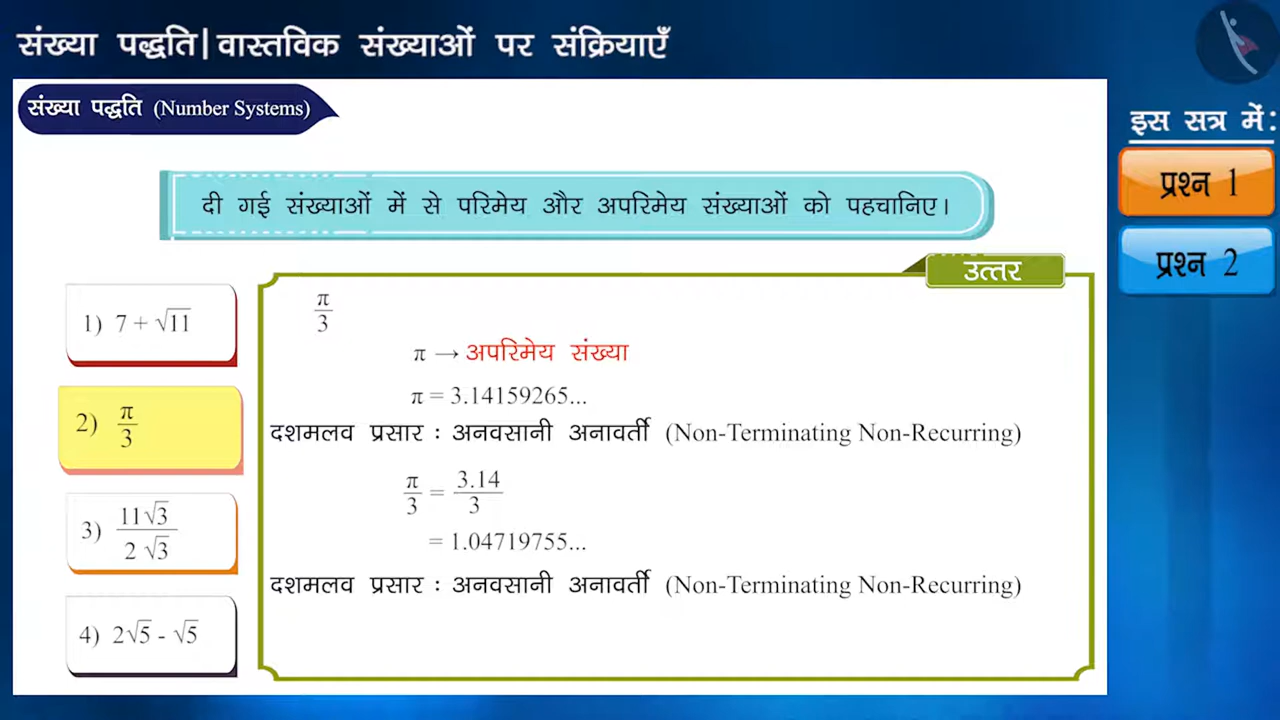 संख्या पद्धति|वास्तविक संख्याओं पर संक्रियाएँ
संख्या पद्धति (Number Systems)
इस सत्र में:
प्रश्न 1
प्रश्न 2
दी गई संख्याओं में से परिमेय और अपरिमेय संख्याओं को पहचानिए।
उत्तर
1) 7 + √11
2) π/3
3) 11√3/2 √3
4) 2√5 - √5
π/3
π → अपरिमेय संख्या
π = 3.14159265...
दशमलव प्रसार : अनवसानी अनावर्ती (Non-Terminating Non-Recurring)
π/3 = 3.14/3
= 1.04719755...
दशमलव प्रसार : अनवसानी अनावर्ती (Non-Terminating Non-Recurring)